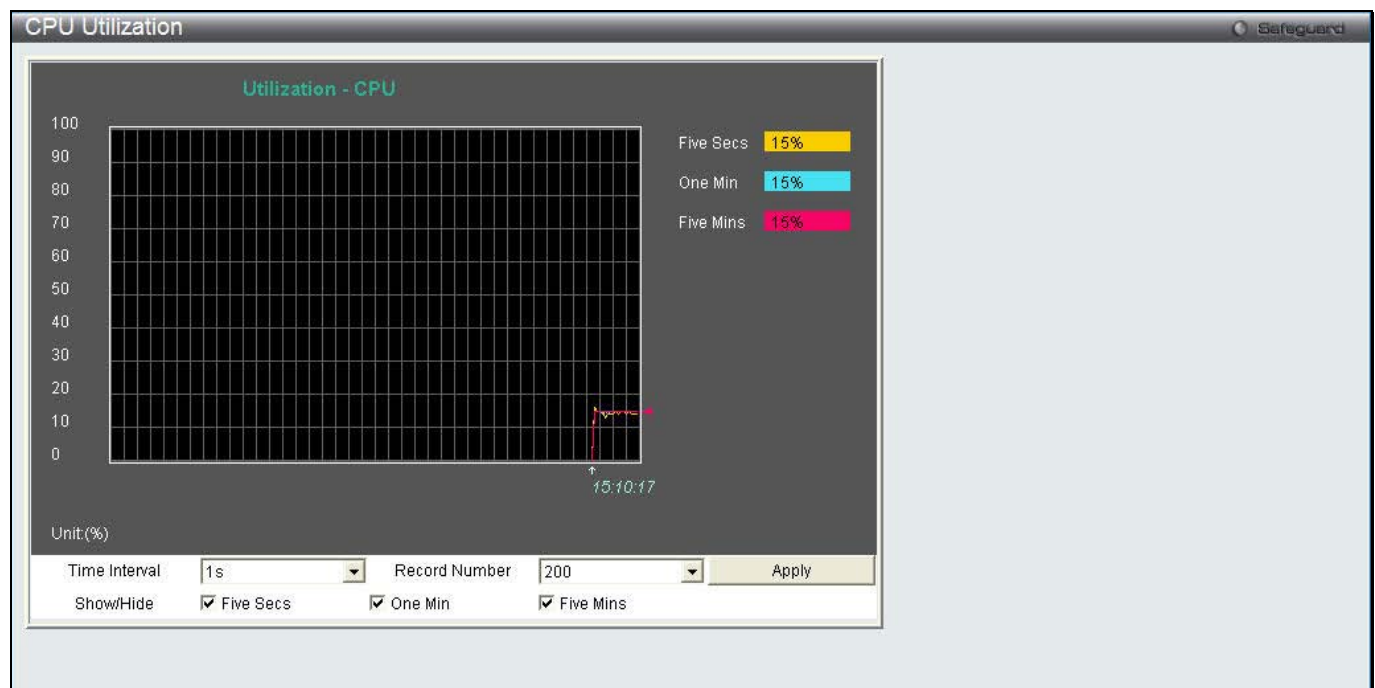 CPU Utilization
Safeguard
Utilization - CPU
100
90
80
70
60
50
40
30
20
10
0
Five Secs 15%
One Min 15%
Five Mins 15%
15:10:17
Unit:(%)
Time Interval 1s Record Number 200 Apply
Show/Hide Five Secs One Min Five Mins